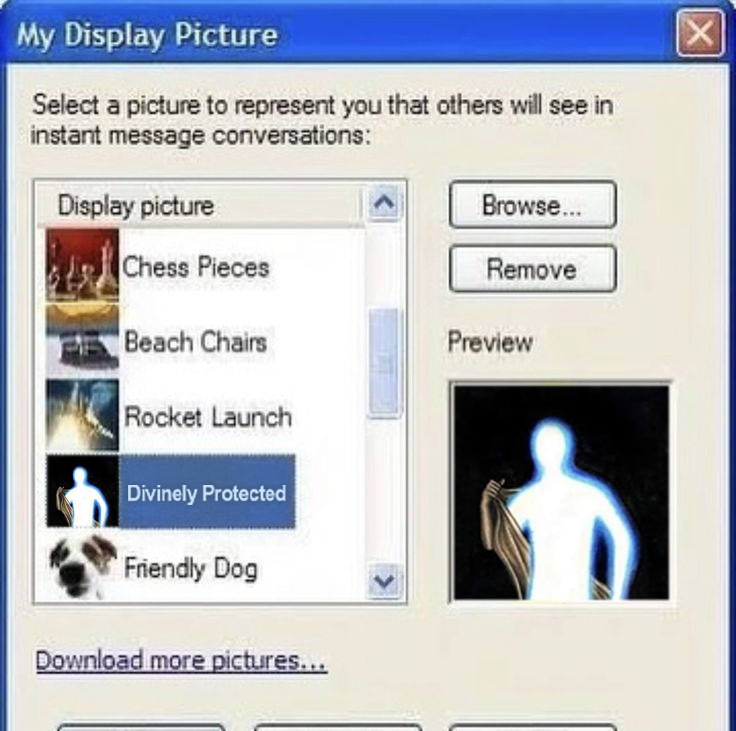 My Display Picture
Select a picture to represent you that others will see in
instant message conversations:
Display picture
Chess Pieces
Beach Chairs
Rocket Launch
Divinely Protected
Friendly Dog
Browse...
Remove
Preview
Download more pictures...